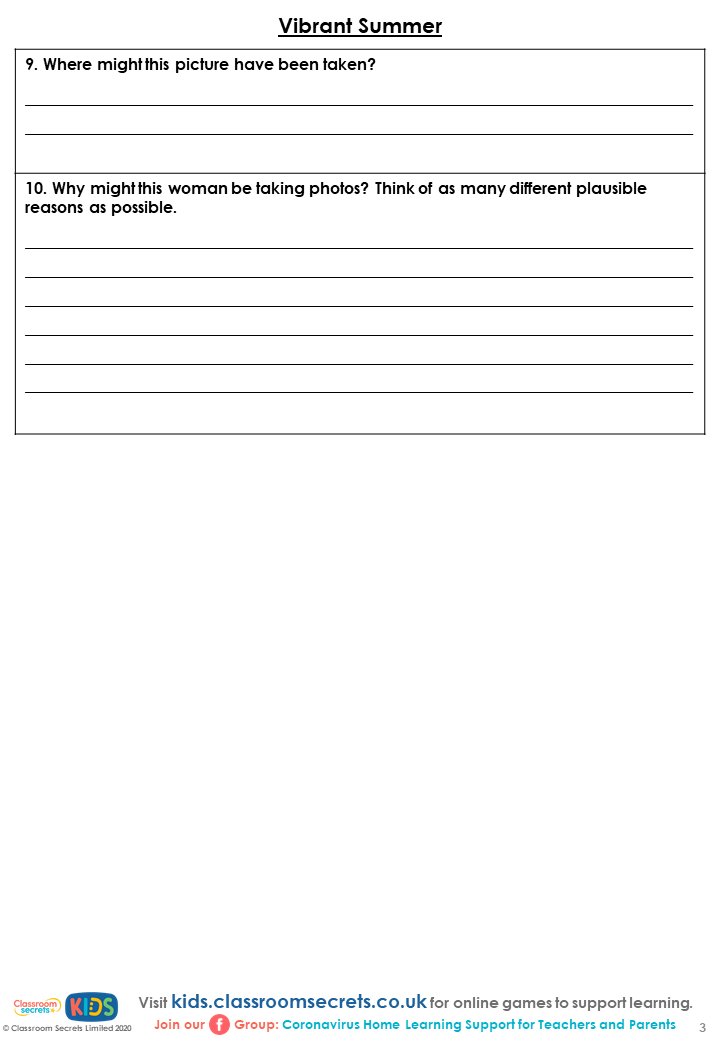 Vibrant Summer
9. Where might this picture have been taken?
10. Why might this woman be taking photos? Think of as many different plausible
reasons as possible.
Classroom
secrets
KIDS
Visit kids.classroomsecrets.co.uk for online games to support learning.
© Classroom Secrets Limited 2020
Join our f Group: Coronavirus Home Learning Support for Teachers and Parents
3